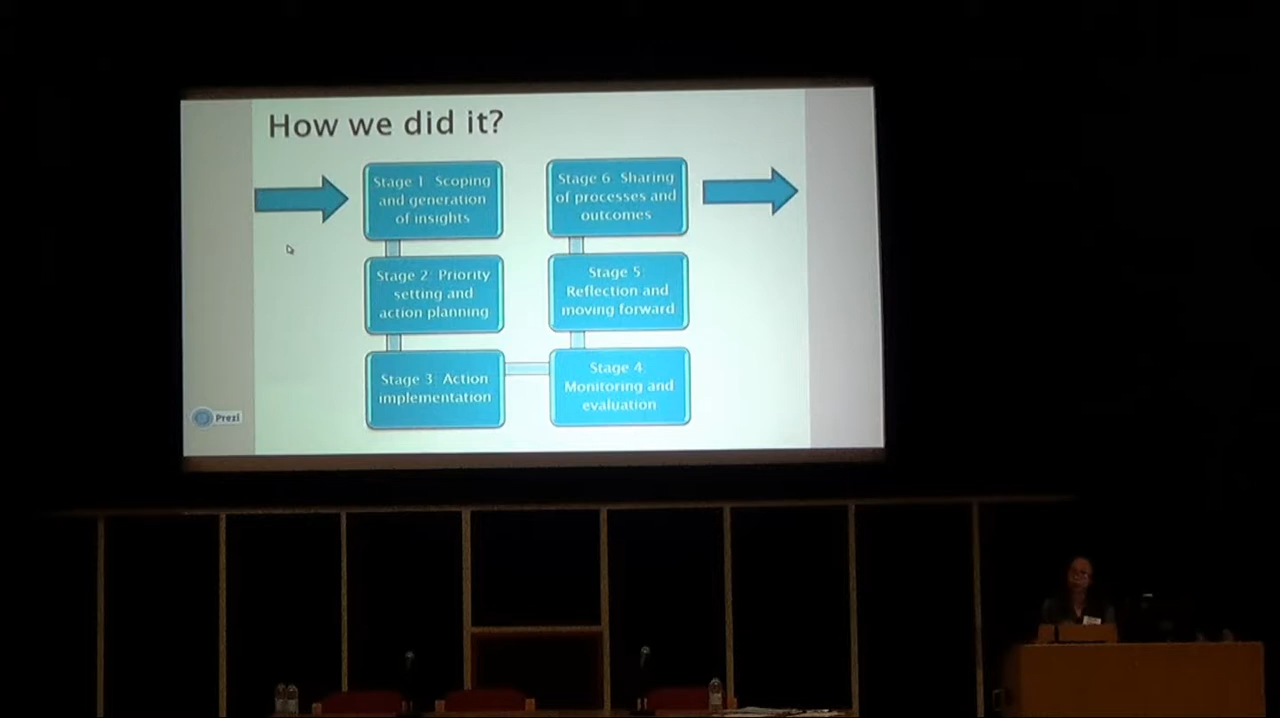 How we did it?
Stage 1: Scoping
and generation
of insights
Stage 2: Priority
setting and
action planning
Stage 3: Action
implementation
Stage 4:
Monitoring and
evaluation
Stage 5:
Reflection and
moving forward
Stage 6: Sharing
of processes and
outcomes
Prezi